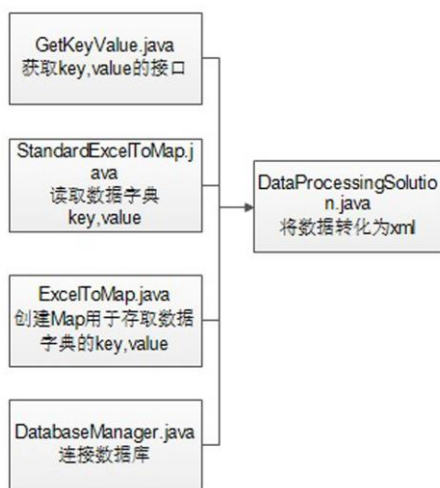 GetKeyValue.java
获取key,value的接口
StandardExcelToMap.j
ava
读取数据字典
key,value
DataProcessingSolutio
n.java
将数据转化为xml
ExcelToMap.java
创建Map用于存取数据
字典的key,value
DatabaseManager.java
连接数据库